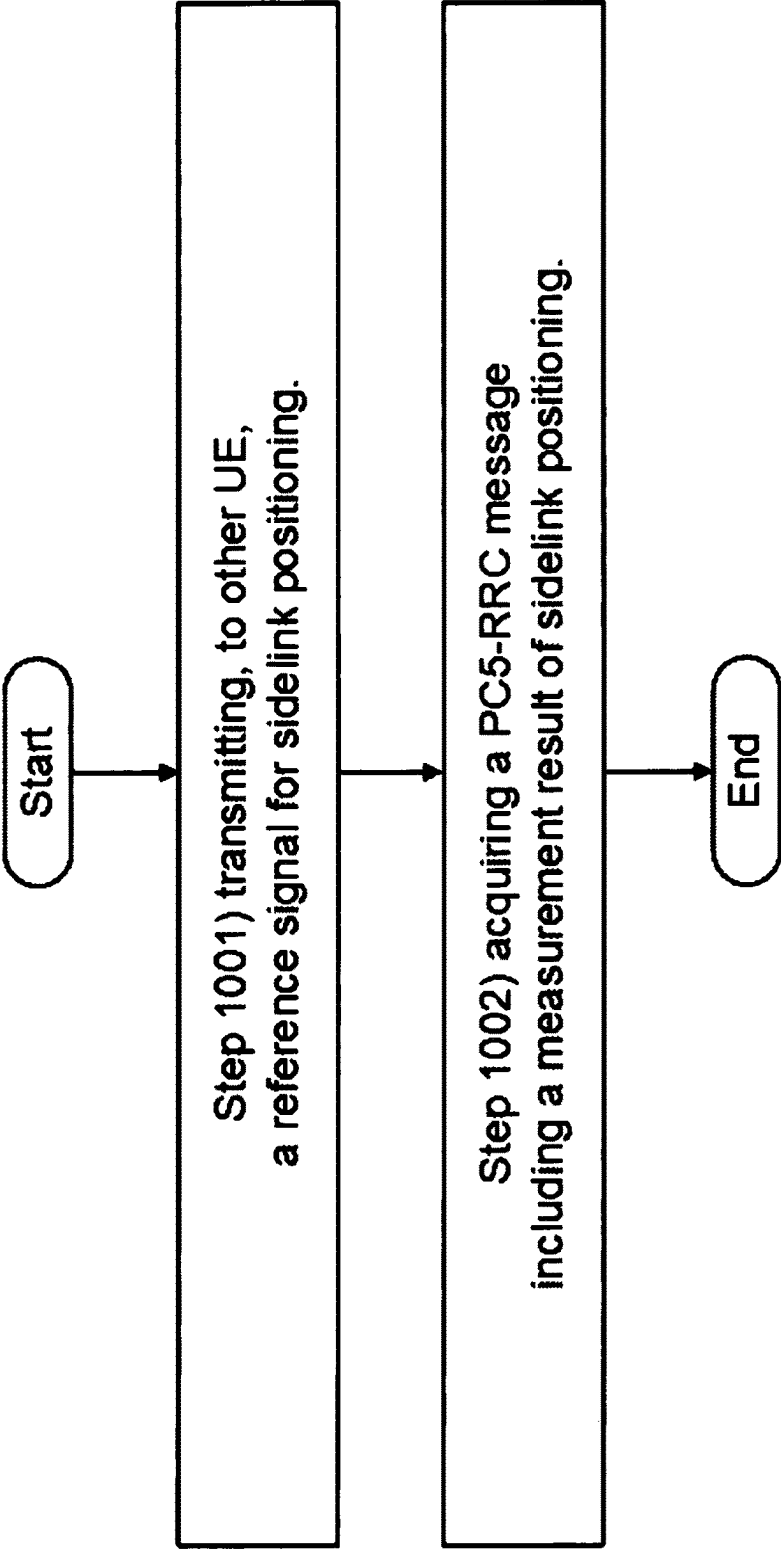 Start
Step 1001) transmitting, to other UE,
a reference signal for sidelink positioning.
Step 1002) acquiring a PC5-RRC message
including a measurement result of sidelink positioning.
End